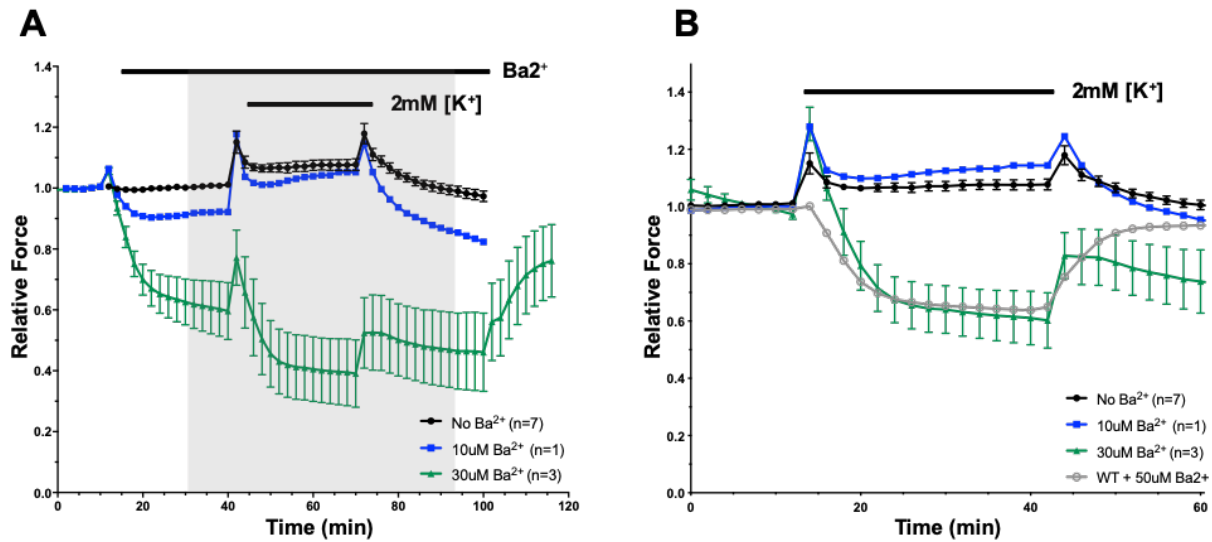 A
Ba2⁺
2mM [K⁺]
1.4
1.2
1.0
0.8
0.6
0.4
0.2
0.0
Relative Force
0
20
40
60
80
100
120
Time (min)
No Ba²⁺ (n=7)
10uM Ba²⁺ (n=1)
30uM Ba²⁺ (n=3)
B
2mM [K⁺]
1.4
1.2
1.0
0.8
0.6
0.4
0.2
0.0
Relative Force
0
20
40
60
Time (min)
No Ba²⁺ (n=7)
10uM Ba²⁺ (n=1)
30uM Ba²⁺ (n=3)
WT + 50uM Ba2+